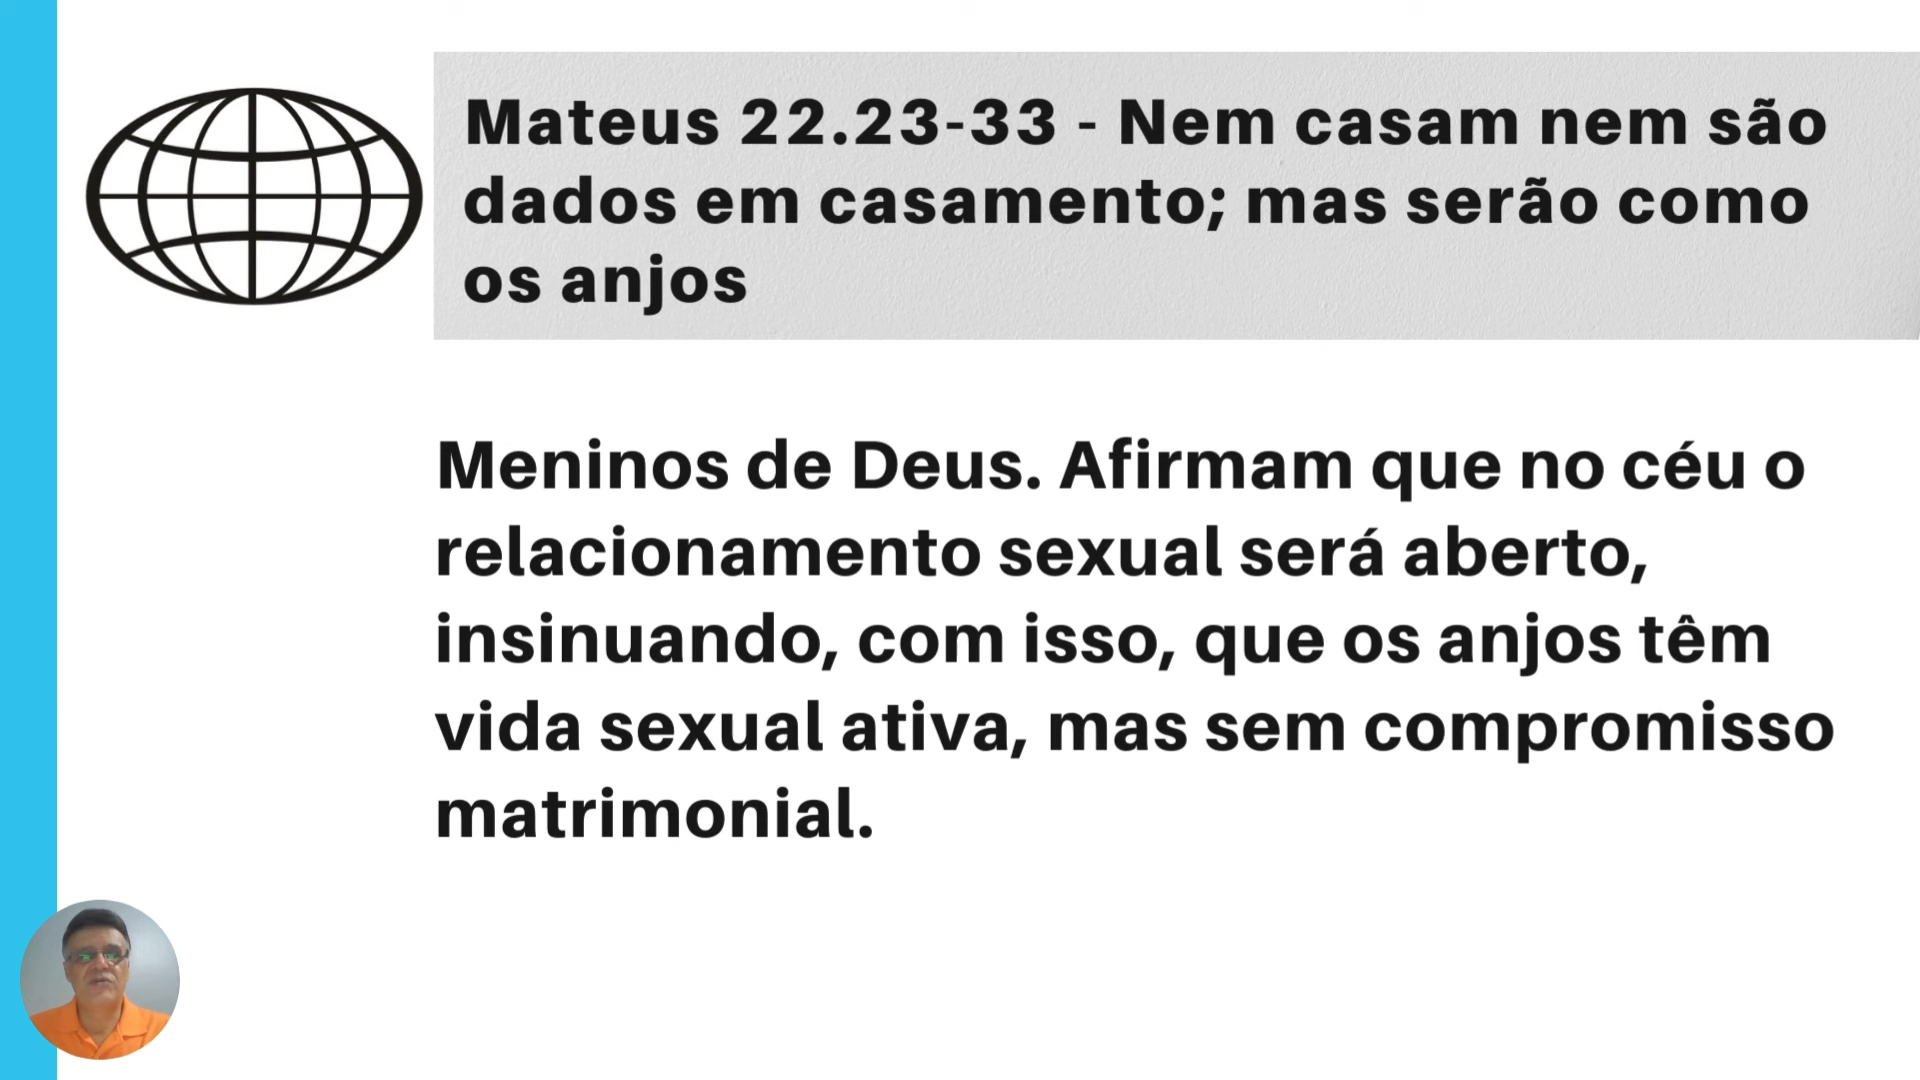 Mateus 22.23-33 - Nem casam nem são
dados em casamento; mas serão como
os anjos
Meninos de Deus. Afirmam que no céu o
relacionamento sexual será aberto,
insinuando, com isso, que os anjos têm
vida sexual ativa, mas sem compromisso
matrimonial.